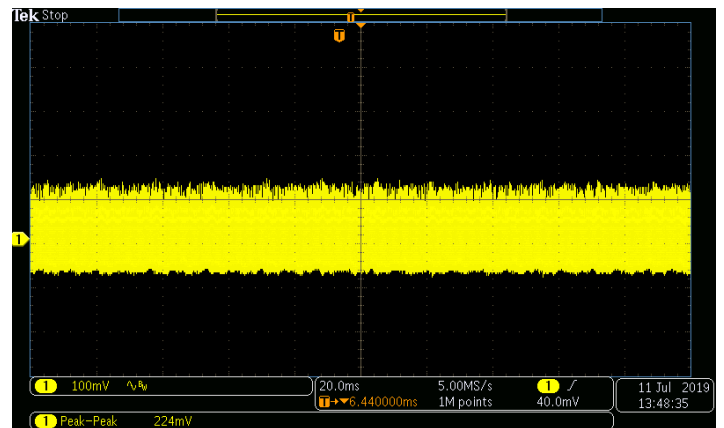 Tek Stop
T
T
1
1 100mV ∿Bw
20.0ms 5.00MS/s 1 ∫
T→▼6.440000ms 1M points 40.0mV
11 Jul 2019
13:48:35
1 Peak-Peak 224mV